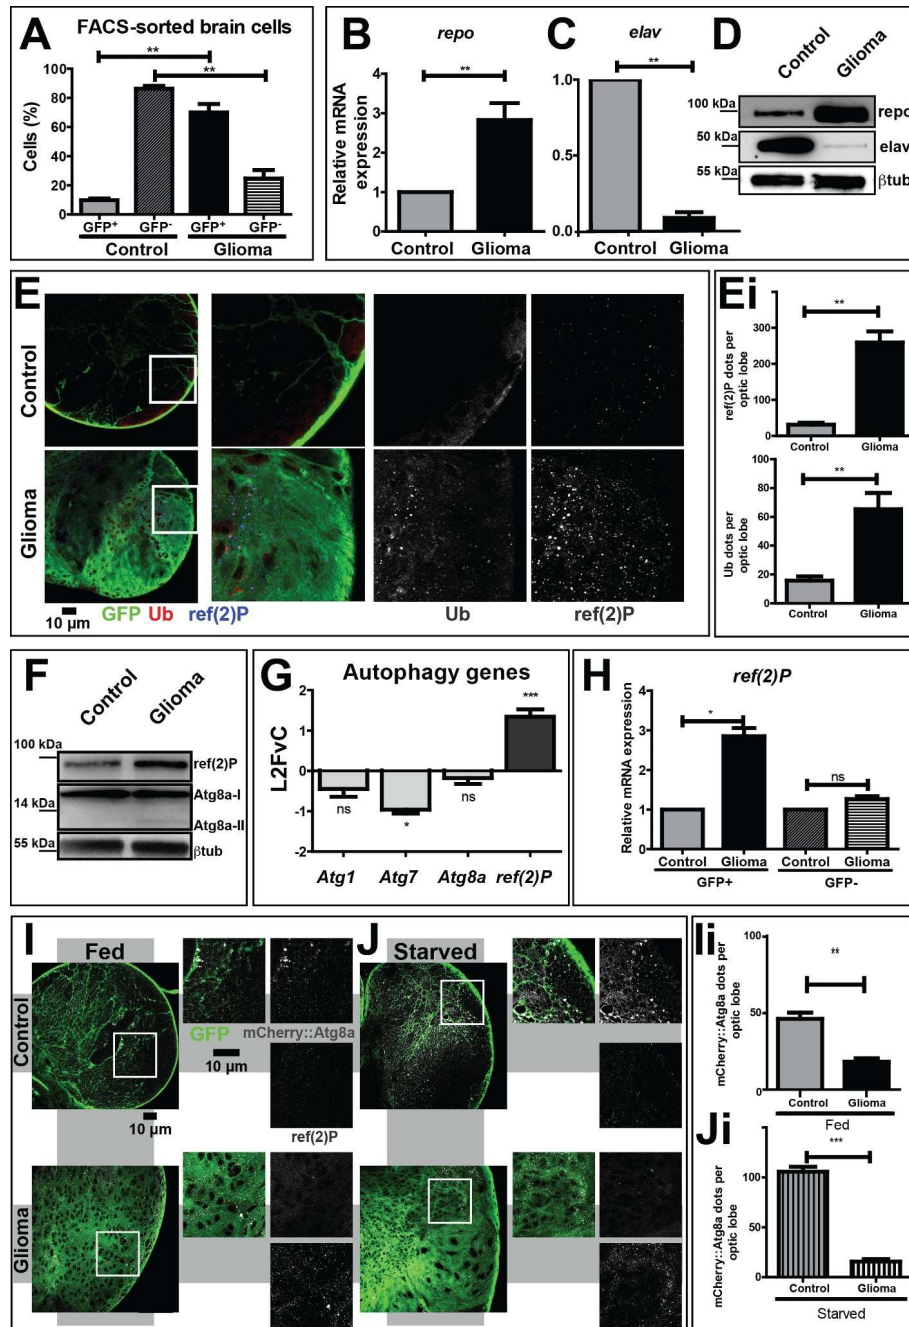 A
FACS-sorted brain cells
**
**
Cells (%)
100
80
60
40
20
0
GFP+ GFP- GFP+ GFP-
Control Glioma
B
repo
**
Relative mRNA
expression
4
3
2
1
0
Control Glioma
C
elav
**
1.0
0.5
0.0
Control Glioma
D
Control Glioma
100 kDa
repo
50 kDa
elav
55 kDa
βtub
E
Control
Glioma
10 µm GFP Ub ref(2)P Ub ref(2)P
Ei
**
ref(2)P dots per
optic lobe
300
200
100
0
Control Glioma
**
Ub dots per
optic lobe
80
60
40
20
0
Control Glioma
F
Control Glioma
100 kDa
ref(2)P
Atg8a-I
14 kDa
Atg8a-II
55 kDa
βtub
G
Autophagy genes
***
L2FvC
2
1
0
-1
-2
ns
*
ns
Atg1 Atg7 Atg8a ref(2)P
H
ref(2)P
*
ns
Relative mRNA expression
4
3
2
1
0
Control Glioma Control Glioma
GFP+ GFP-
I
Fed
J
Starved
Control
GFP mCherry::Atg8a
10 µm
10 µm
ref(2)P
Glioma
Ii
**
mCherry::Atg8a dots per
optic lobe
100
50
0
Control Glioma
Fed
Ji
***
mCherry::Atg8a dots per
optic lobe
150
100
50
0
Control Glioma
Starved